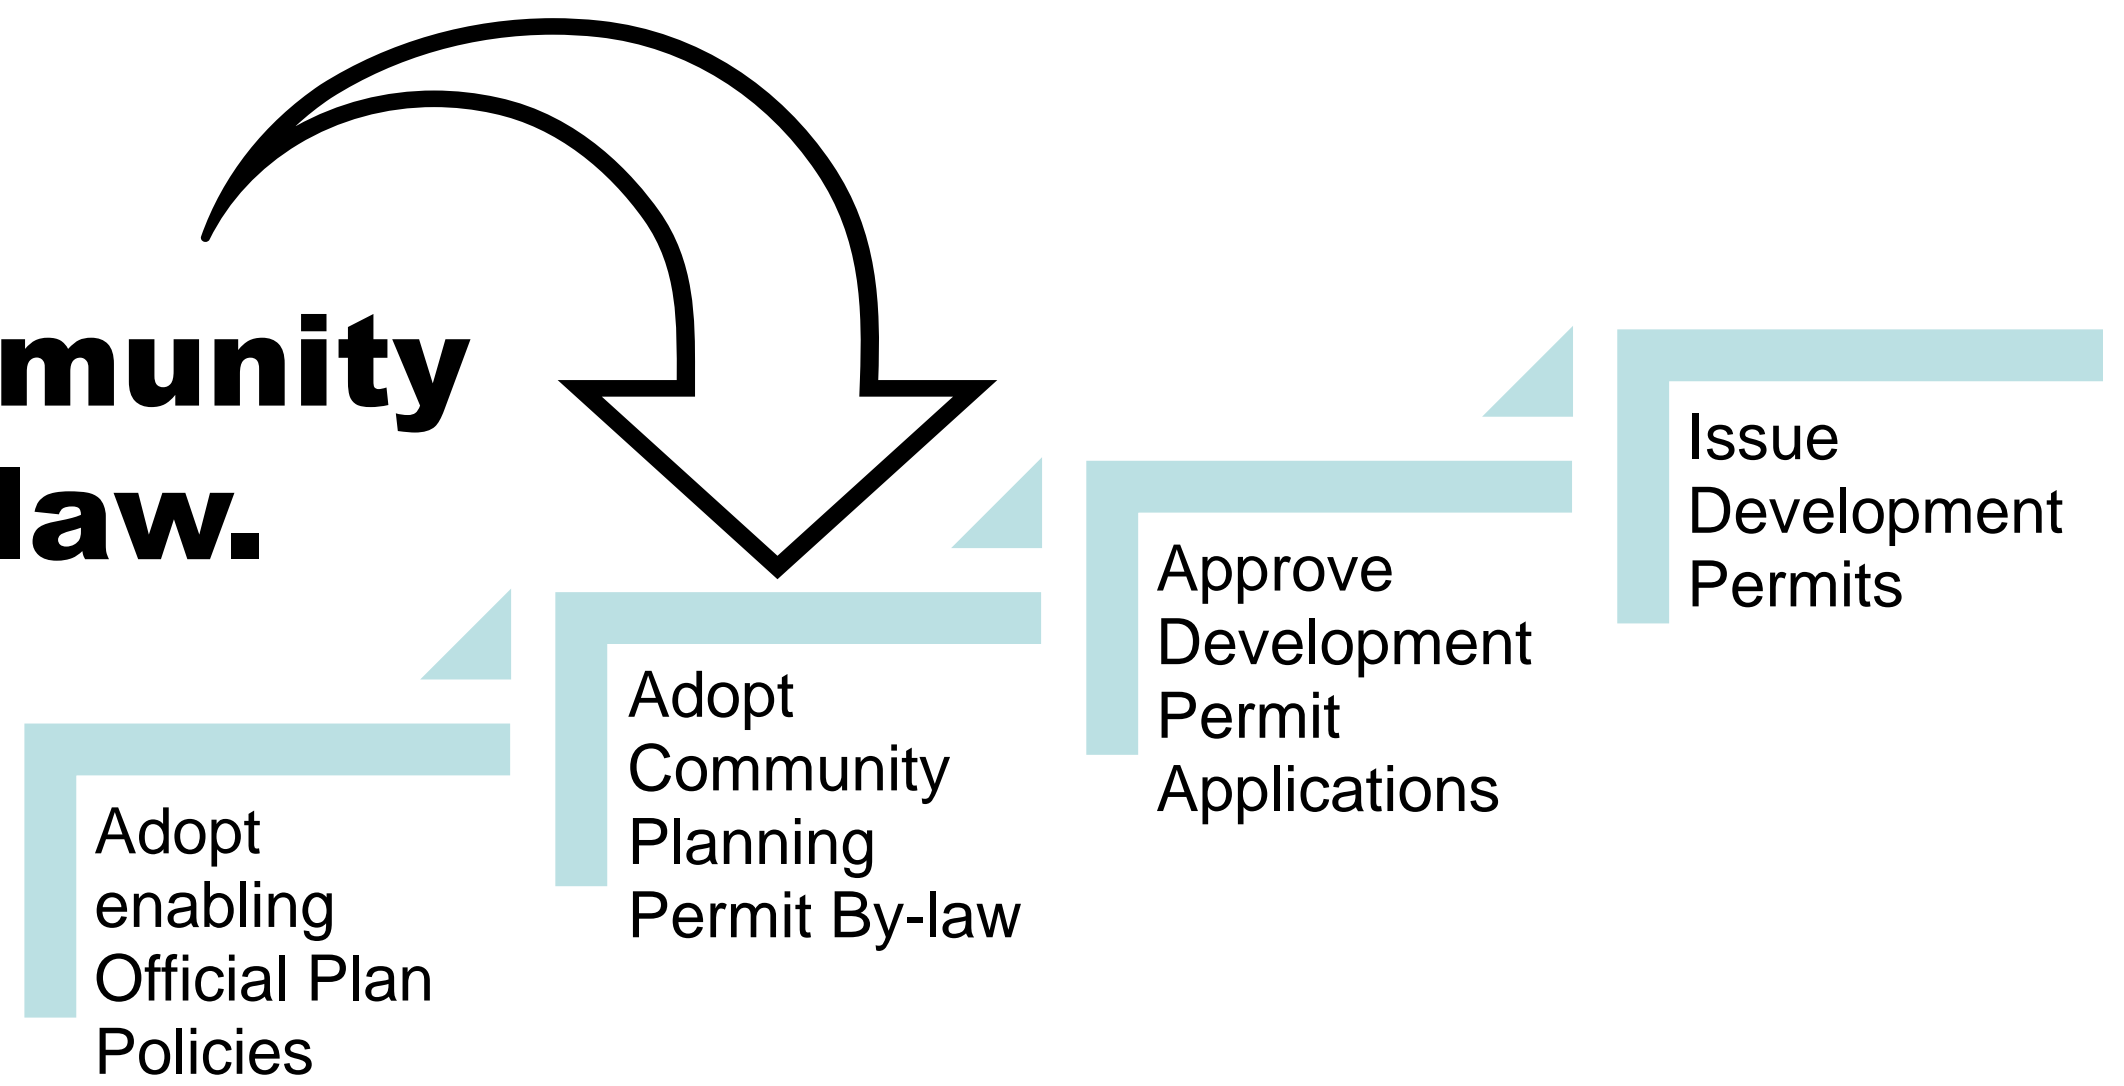 munity
law.
Adopt
enabling
Official Plan
Policies
Adopt
Community
Planning
Permit By-law
Approve
Development
Permit
Applications
Issue
Development
Permits